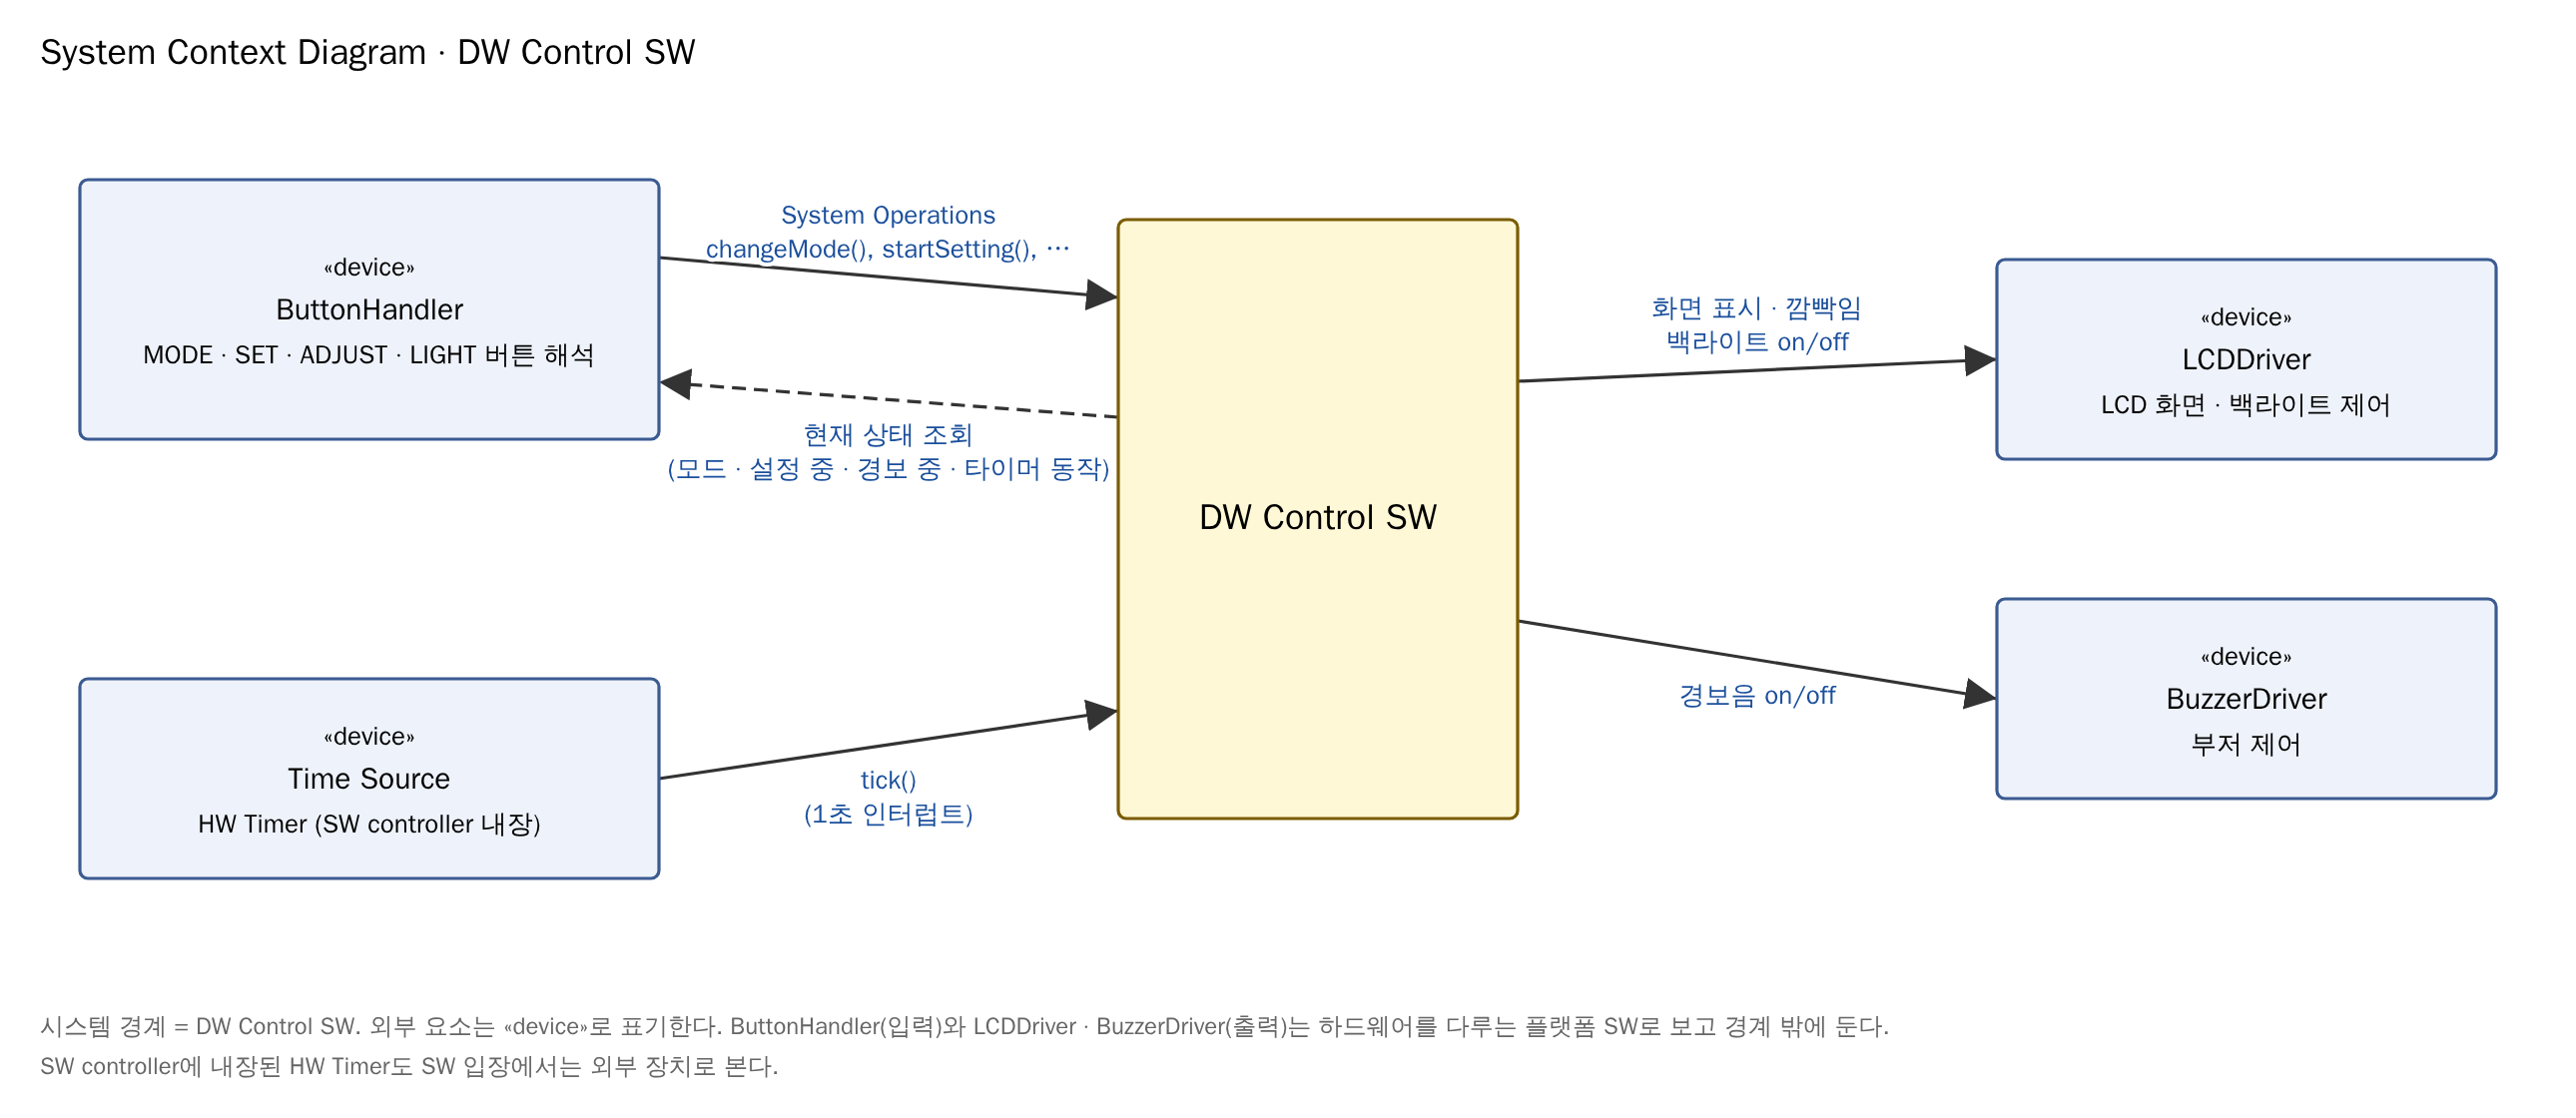 System Context Diagram · DW Control SW
«device»
ButtonHandler
MODE · SET · ADJUST · LIGHT 버튼 해석
System Operations
changeMode(), startSetting(), ···
현재 상태 조회
(모드 · 설정 중 · 경보 중 · 타이머 동작)
«device»
Time Source
HW Timer (SW controller 내장)
tick()
(1초 인터럽트)
DW Control SW
화면 표시 · 깜빡임
백라이트 on/off
«device»
LCDDriver
LCD 화면 · 백라이트 제어
경보음 on/off
«device»
BuzzerDriver
부저 제어
시스템 경계 = DW Control SW. 외부 요소는 «device»로 표기한다. ButtonHandler(입력)와 LCDDriver · BuzzerDriver(출력)는 하드웨어를 다루는 플랫폼 SW로 보고 경계 밖에 둔다.
SW controller에 내장된 HW Timer도 SW 입장에서는 외부 장치로 본다.